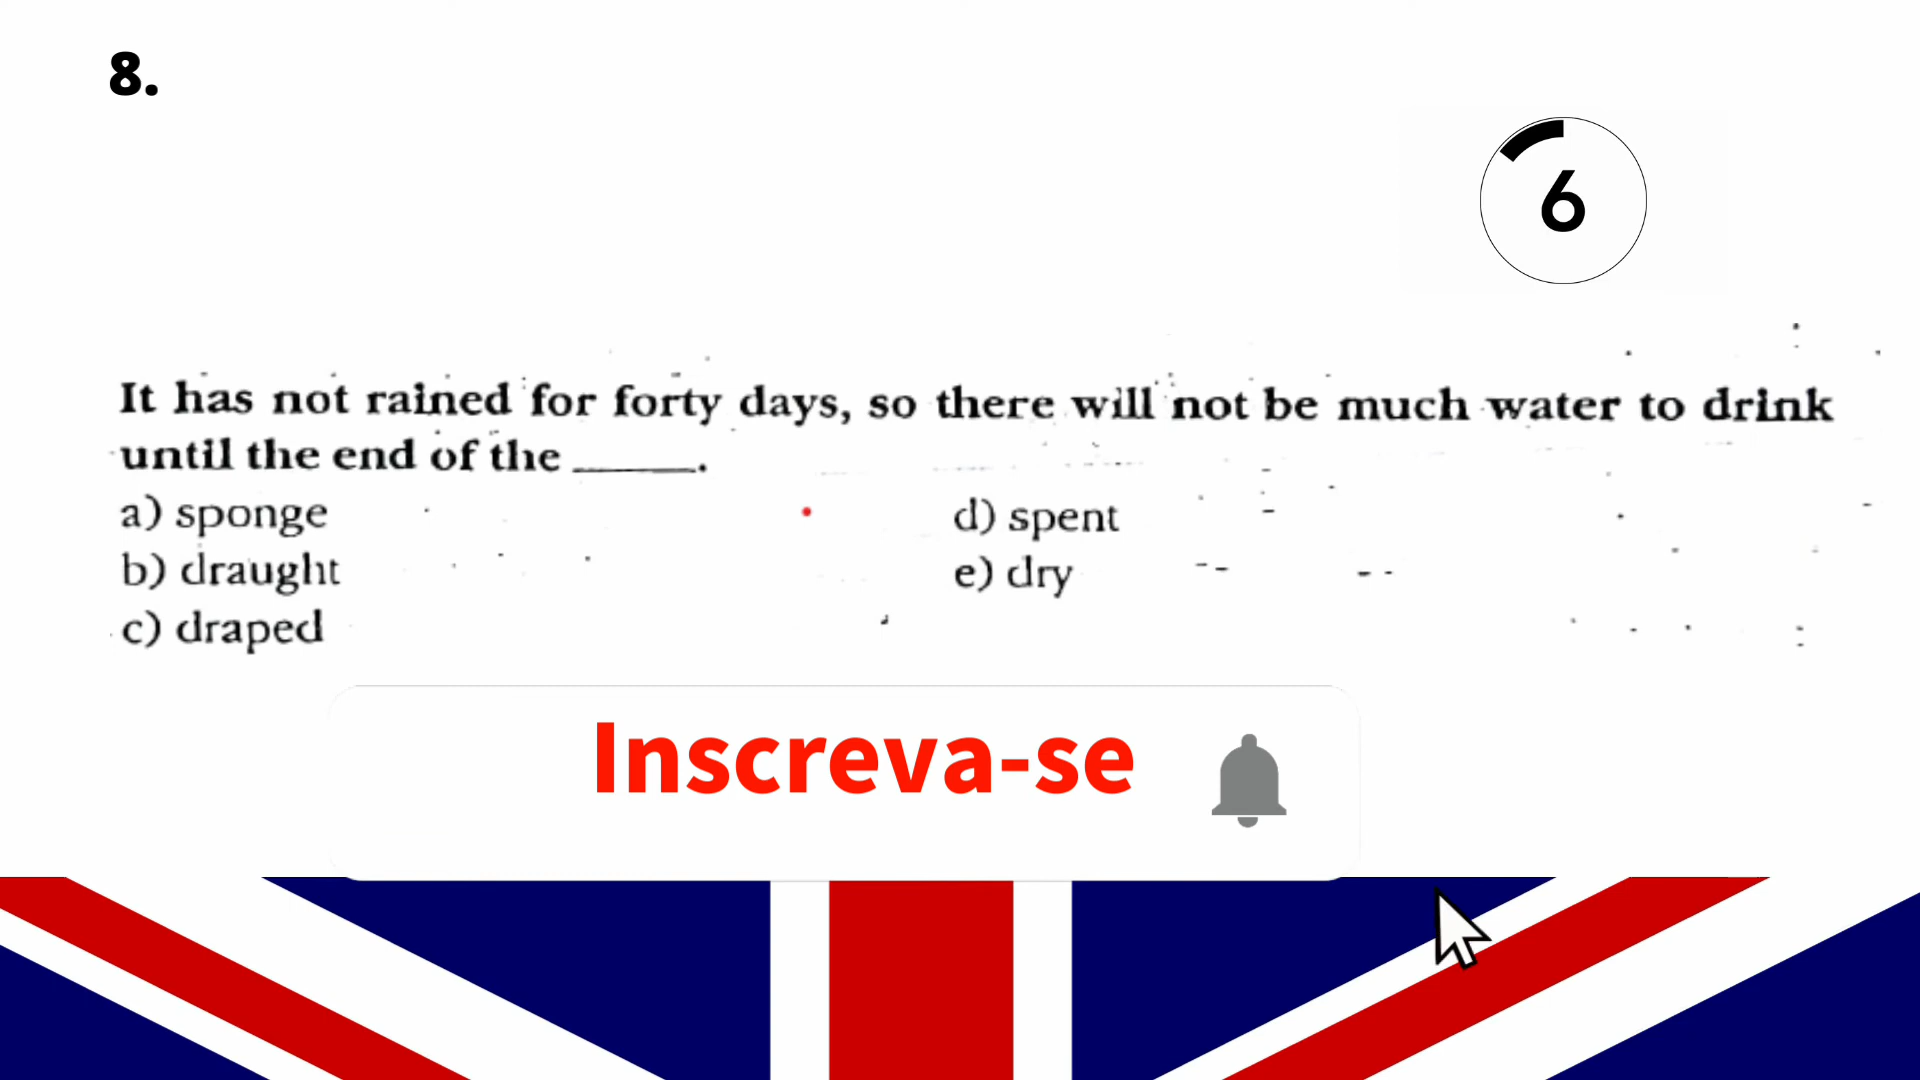 8.
6
It has not rained for forty days, so there will not be much water to drink
until the end of the _____.
a) sponge
d) spent
b) draught
e) dry
c) draped
Inscreva-se